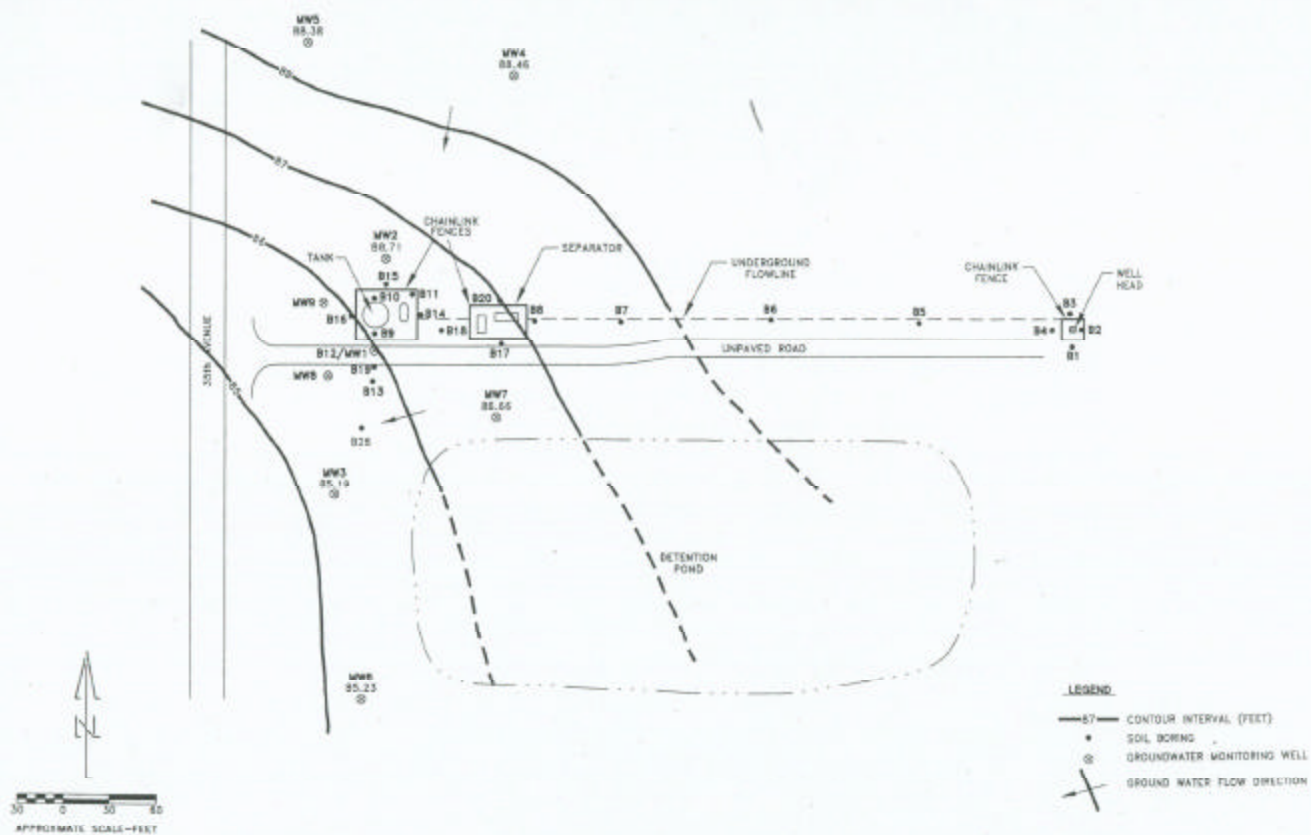 MW5
88.38
MW4
88.46
88
87
86
85
MW2
88.71
CHAINLINK
FENCES
TANK
SEPARATOR
UNDERGROUND
FLOWLINE
CHAINLINK
FENCE
WELL
HEAD
B15
B10
B11
B20
B14
B16
B9
B18
B8
B7
B6
B5
B4
B3
B2
B1
B17
UNPAVED ROAD
35th AVENUE
B12/MW1
B19
B13
MW7
86.66
B28
MW3
85.19
DETENTION
POND
85.23
N
30 0 30 60
APPROXIMATE SCALE-FEET
LEGEND
87 CONTOUR INTERVAL (FEET)
SOIL BORING
GROUNDWATER MONITORING WELL
GROUND WATER FLOW DIRECTION